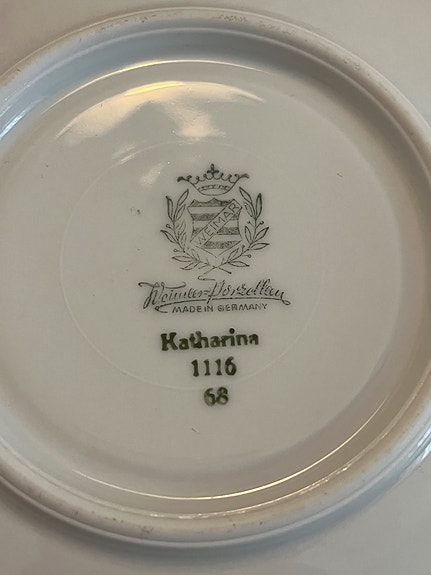 WEIMAR
Weimar-Porzellan
MADE IN GERMANY
Katharina
1116
68